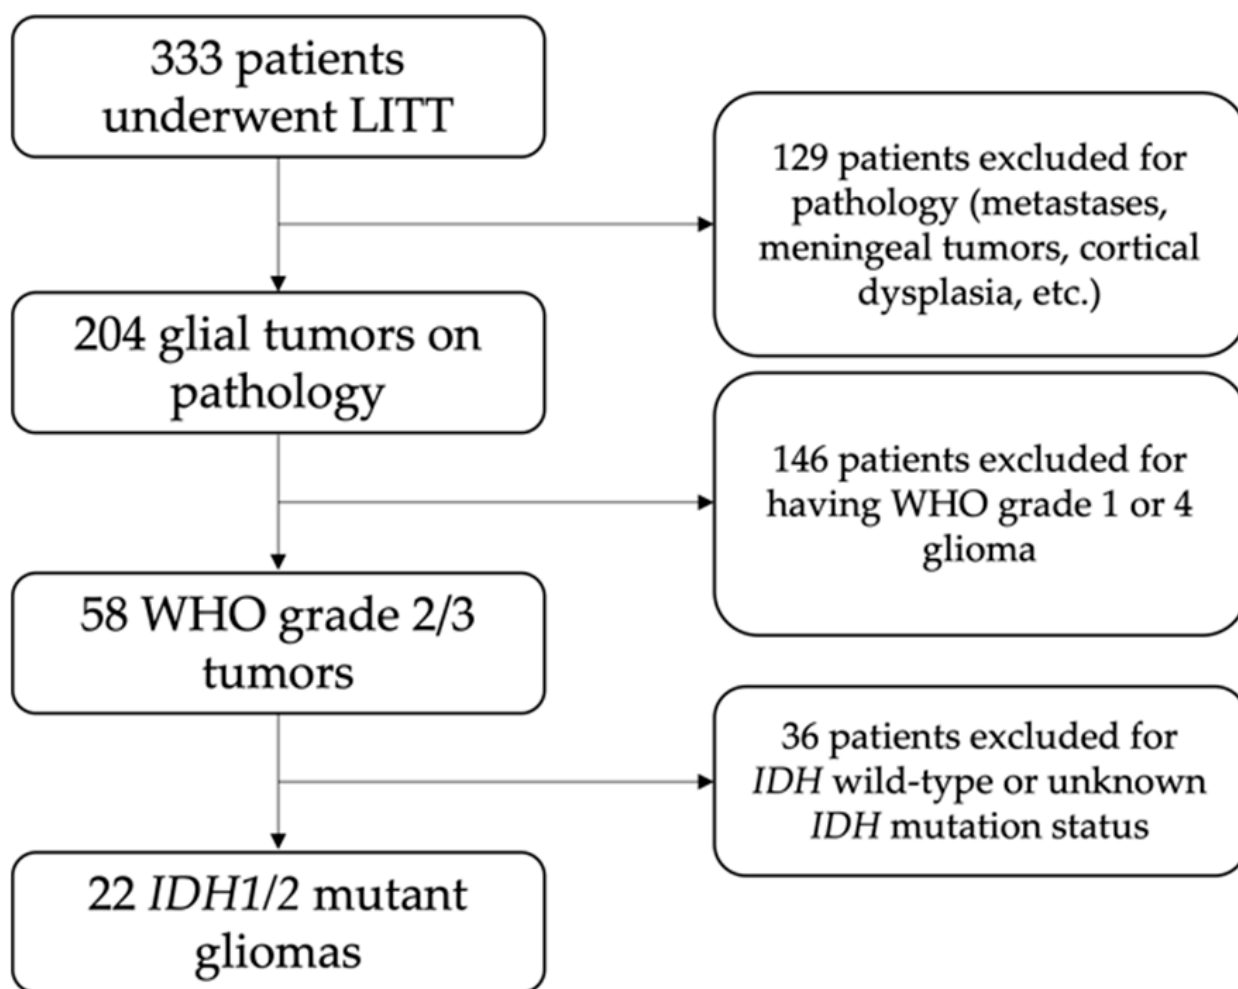 333 patients
underwent LITT
129 patients excluded for
pathology (metastases,
meningeal tumors, cortical
dysplasia, etc.)
204 glial tumors on
pathology
146 patients excluded for
having WHO grade 1 or 4
glioma
58 WHO grade 2/3
tumors
36 patients excluded for
IDH wild-type or unknown
IDH mutation status
22 IDH1/2 mutant
gliomas